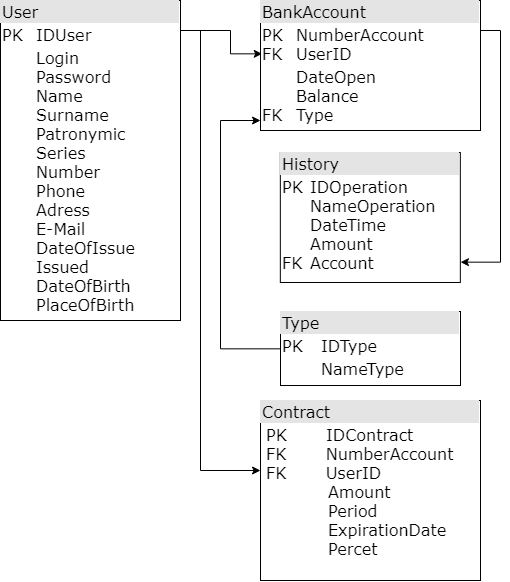 User
PK IDUser
Login
Password
Name
Surname
Patronymic
Series
Number
Phone
Adress
E-Mail
DateOfIssue
Issued
DateOfBirth
PlaceOfBirth
BankAccount
PK NumberAccount
FK UserID
DateOpen
Balance
FK Type
History
PK IDOperation
NameOperation
DateTime
Amount
FK Account
Type
PK IDType
NameType
Contract
PK IDContract
FK NumberAccount
FK UserID
Amount
Period
ExpirationDate
Percet